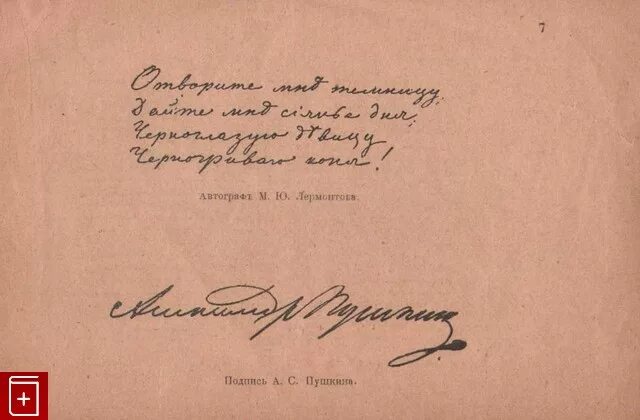 7
Отворите мнѣ темницу,
Дайте мнѣ сіянье дня,
Черноглазую дѣвицу
Черногриваго коня!
Автографъ М. Ю. Лермонтова.
Александръ Пушкинъ
Подпись А. С. Пушкина.